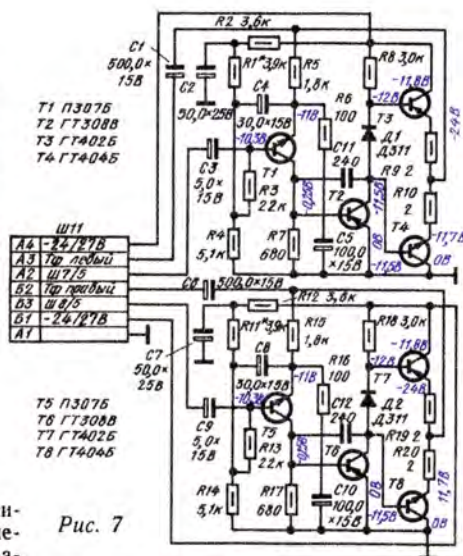 R2 3,6к
C1
500,0×
15В
C2
50,0×25В
R1* 3,9к
R5
1,8к
R8 3,0к
-11,8В
-12В
-24В
C4
30,0×15В
-11В
R6
100
T3
Д1
Д311
-10,3В
T1
C3
5,0×
15В
R3
22к
C11
240
T2
-11,5В
0,25В
R9 2
R10
2
T4
-11,7В
0В
0В
-11,5В
R4
5,1к
R7
680
C5
100,0
×15В
T1 П307Б
T2 ГТ308В
T3 ГТ402Б
T4 ГТ404Б
Ш11
А4 -24/27В
А3 Тф левый
А2 Ш7/5
Б2 Тф правый
Б3 Ш8/5
Б1 -24/27В
А1
C6
500,0×15В
R12 3,6к
C7
50,0×
25В
R11* 3,9к
R15
1,8к
R18 3,0к
-11,8В
-12В
C8
30,0×15В
-11В
R16
100
T7
Д2
Д311
-24В
-10,3В
T5
C9
5,0×
15В
R13
22к
C12
240
T6
0,25В
R19 2
R20
2
T8
11,7В
0В
0В
-11,5В
R14
5,1к
R17
680
C10
100,0
×15В
T5 П307Б
T6 ГТ308В
T7 ГТ402Б
T8 ГТ404Б
Рис. 7
и-
не-